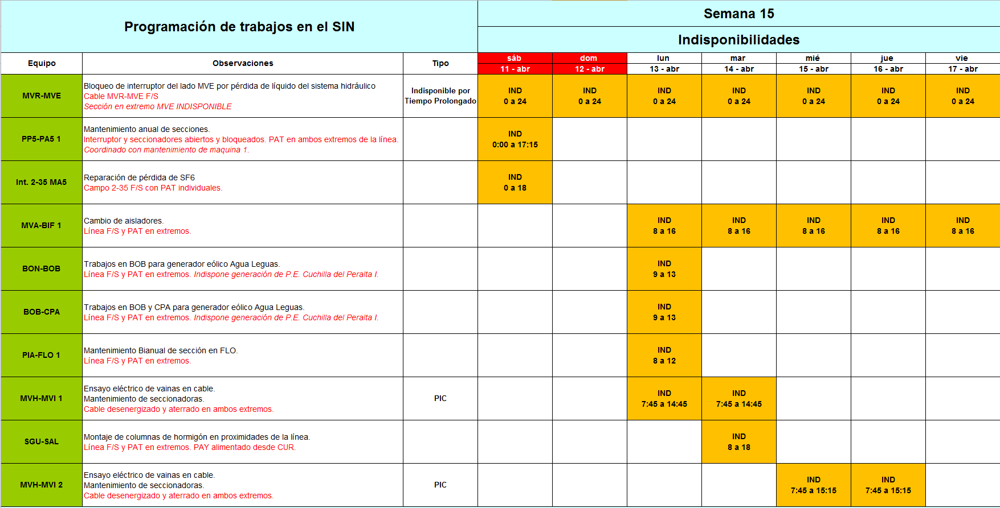 Programación de trabajos en el SIN
Semana 15
Indisponibilidades
Equipo
Observaciones
Tipo
sáb
dom
lun
mar
mié
jue
vie
11 - abr
12 - abr
13 - abr
14 - abr
15 - abr
16 - abr
17 - abr
MVR-MVE
Bloqueo de interruptor del lado MVE por pérdida de líquido del sistema hidráulico
Cable MVR-MVE F/S
Sección en extremo MVE INDISPONIBLE
Indisponible por
Tiempo Prolongado
IND
0 a 24
IND
0 a 24
IND
0 a 24
IND
0 a 24
IND
0 a 24
IND
0 a 24
IND
0 a 24
PP5-PA5 1
Mantenimiento anual de secciones.
Interruptor y seccionadores abiertos y bloqueados. PAT en ambos extremos de la línea.
Coordinado con mantenimiento de maquina 1.
IND
0:00 a 17:15
Int. 2-35 MA5
Reparación de pérdida de SF6
Campo 2-35 F/S con PAT individuales.
IND
0 a 18
MVA-BIF 1
Cambio de aisladores.
Línea F/S y PAT en extremos.
IND
8 a 16
IND
8 a 16
IND
8 a 16
IND
8 a 16
IND
8 a 16
BON-BOB
Trabajos en BOB para generador eólico Agua Leguas.
Línea F/S y PAT en extremos. Indispone generación de P.E. Cuchilla del Peralta I.
IND
9 a 13
BOB-CPA
Trabajos en BOB y CPA para generador eólico Agua Leguas.
Línea F/S y PAT en extremos. Indispone generación de P.E. Cuchilla del Peralta I.
IND
9 a 13
PIA-FLO 1
Mantenimiento Bianual de sección en FLO.
Línea F/S y PAT en extremos.
IND
8 a 12
MVH-MVI 1
Ensayo eléctrico de vainas en cable.
Mantenimiento de seccionadoras.
Cable desenergizado y aterrado en ambos extremos.
PIC
IND
7:45 a 14:45
IND
7:45 a 14:45
SGU-SAL
Montaje de columnas de hormigón en proximidades de la línea.
Línea F/S y PAT en extremos. PAY alimentado desde CUR.
IND
8 a 18
MVH-MVI 2
Ensayo eléctrico de vainas en cable.
Mantenimiento de seccionadoras.
Cable desenergizado y aterrado en ambos extremos.
PIC
IND
7:45 a 15:15
IND
7:45 a 15:15